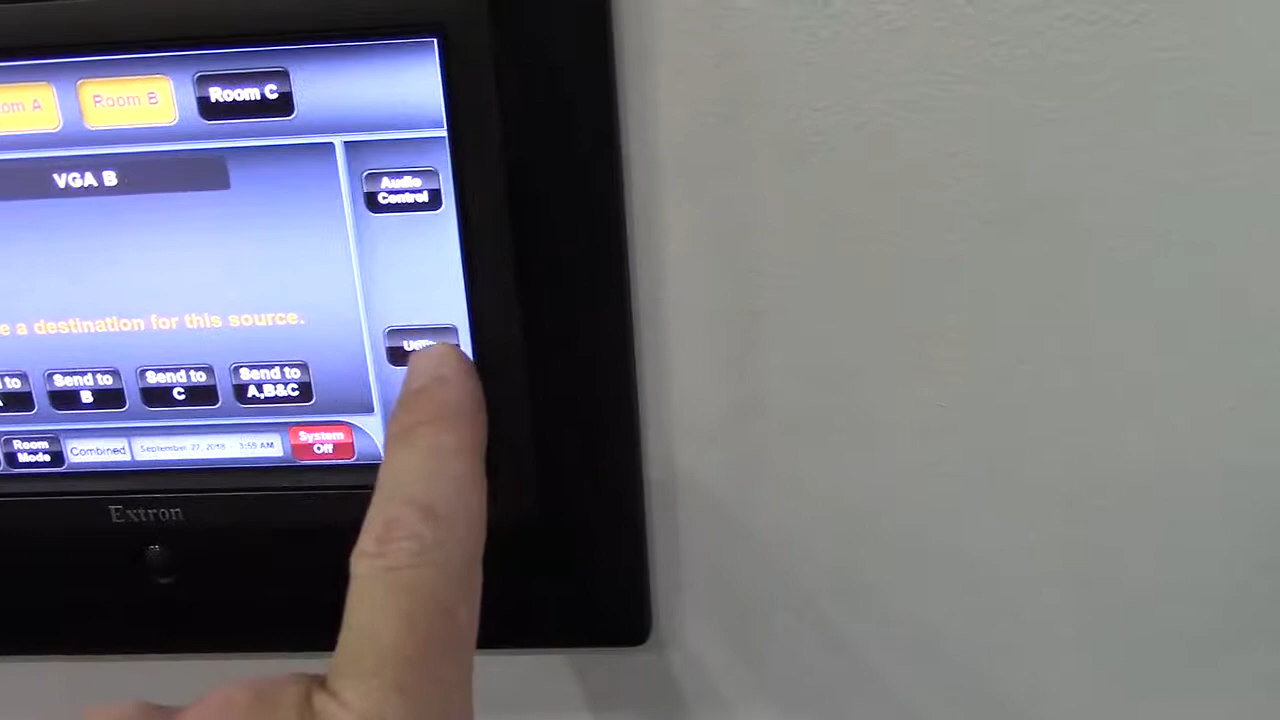 om A
Room B
Room C
VGA B
Audio
Control
e a destination for this source.
to
A
Send to
B
Send to
C
Send to
A,B&C
Room
Mode
Combined
September 27, 2018 - 3:59 AM
System
Off
Extron